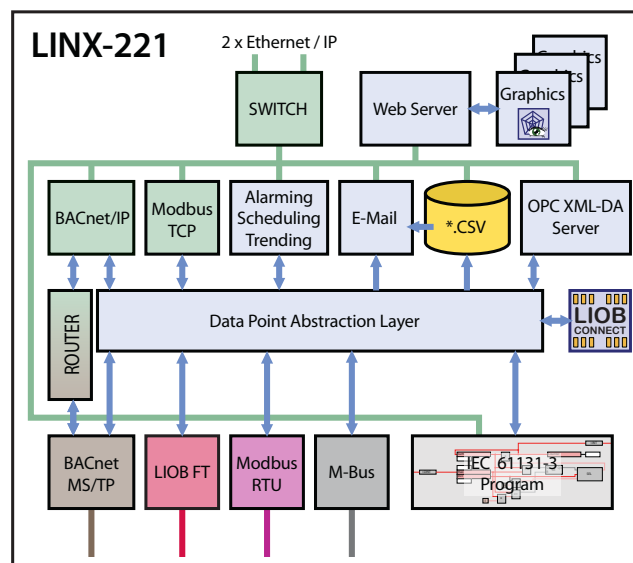 LINX-221
2 x Ethernet / IP
SWITCH
Web Server
Graphics
Graphics
Graphics
BACnet/IP
Modbus
TCP
Alarming
Scheduling
Trending
E-Mail
*.CSV
OPC XML-DA
Server
ROUTER
Data Point Abstraction Layer
LIOB
CONNECT
BACnet
MS/TP
LIOB FT
Modbus
RTU
M-Bus
IEC 61131-3
Program